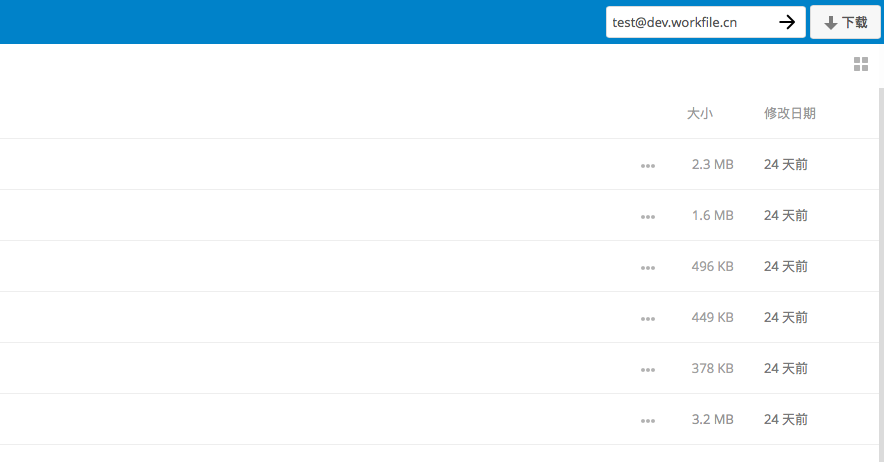 test@dev.workfile.cn 下载
大小 修改日期
2.3 MB 24 天前
1.6 MB 24 天前
496 KB 24 天前
449 KB 24 天前
378 KB 24 天前
3.2 MB 24 天前